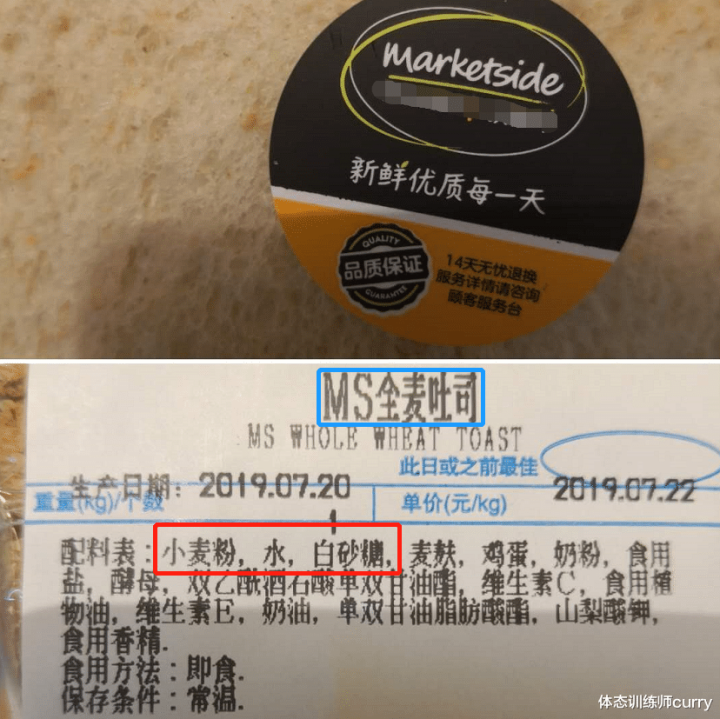 marketside
新鲜优质每一天
QUALITY
品质保证
GUARANTEE
14天无忧退换
服务详情请咨询
顾客服务台
MS全麦吐司
MS WHOLE WHEAT TOAST
此日或之前最佳
生产日期：2019.07.20
2019.07.22
重量(kg)/个数
单价(元/kg)
1
配料表：小麦粉，水，白砂糖，麦麸，鸡蛋，奶粉，食用
盐，酵母，双乙酰酒石酸单双甘油酯，维生素C，食用植
物油，维生素E，奶油，单双甘油脂肪酸酯，山梨酸钾，
食用香精.
食用方法：即食.
保存条件：常温.
体态训练师curry